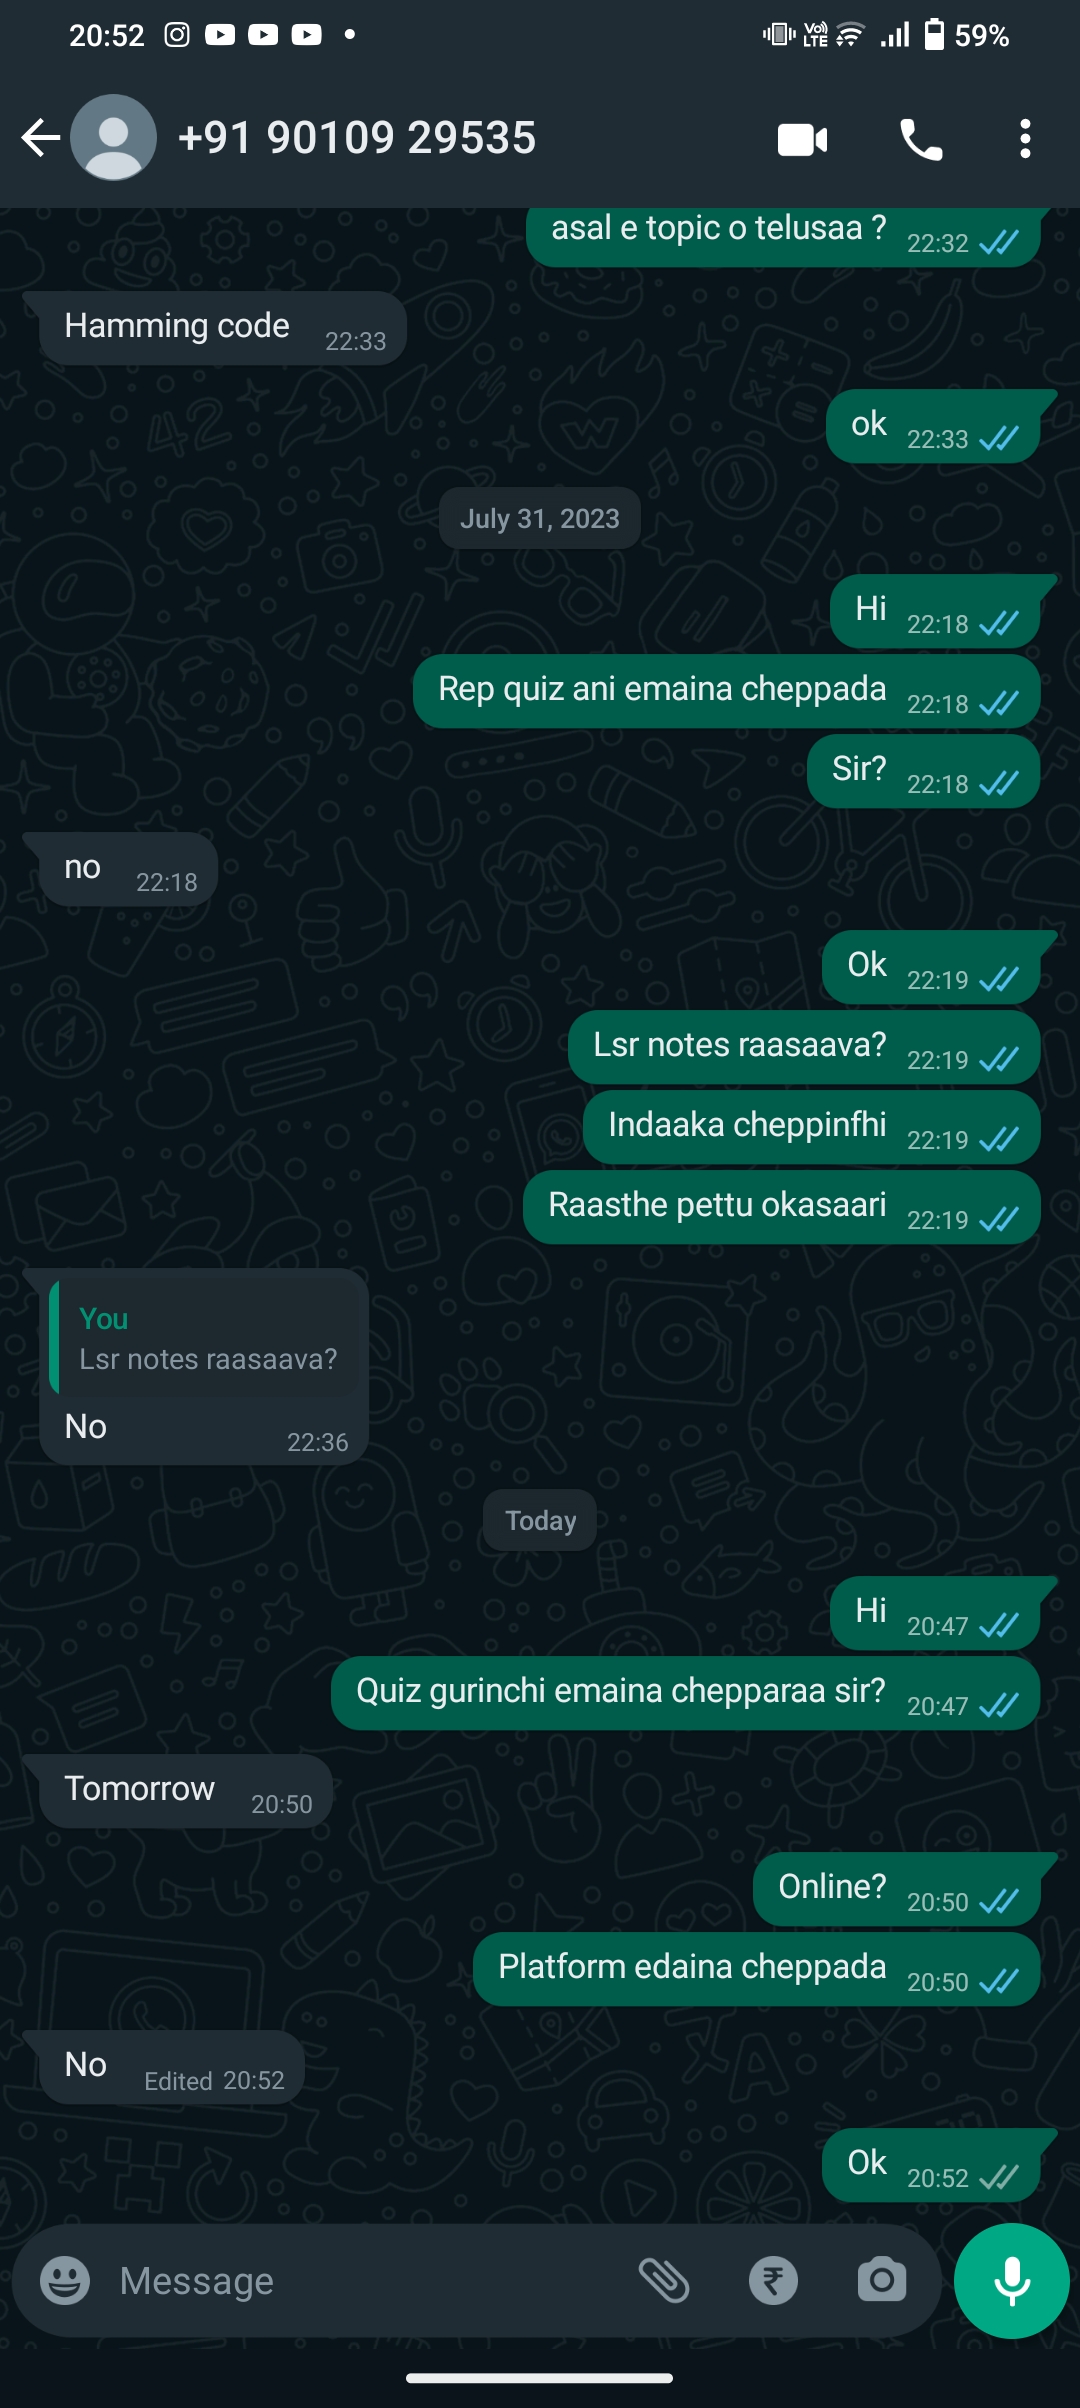 20:52
VoLTE
59%
+91 90109 29535
asal e topic o telusaa ? 22:32
Hamming code 22:33
ok 22:33
July 31, 2023
Hi 22:18
Rep quiz ani emaina cheppada 22:18
Sir? 22:18
no 22:18
Ok 22:19
Lsr notes raasaava? 22:19
Indaaka cheppinfhi 22:19
Raasthe pettu okasaari 22:19
You
Lsr notes raasaava?
No 22:36
Today
Hi 20:47
Quiz gurinchi emaina chepparaa sir? 20:47
Tomorrow 20:50
Online? 20:50
Platform edaina cheppada 20:50
No Edited 20:52
Ok 20:52
Message